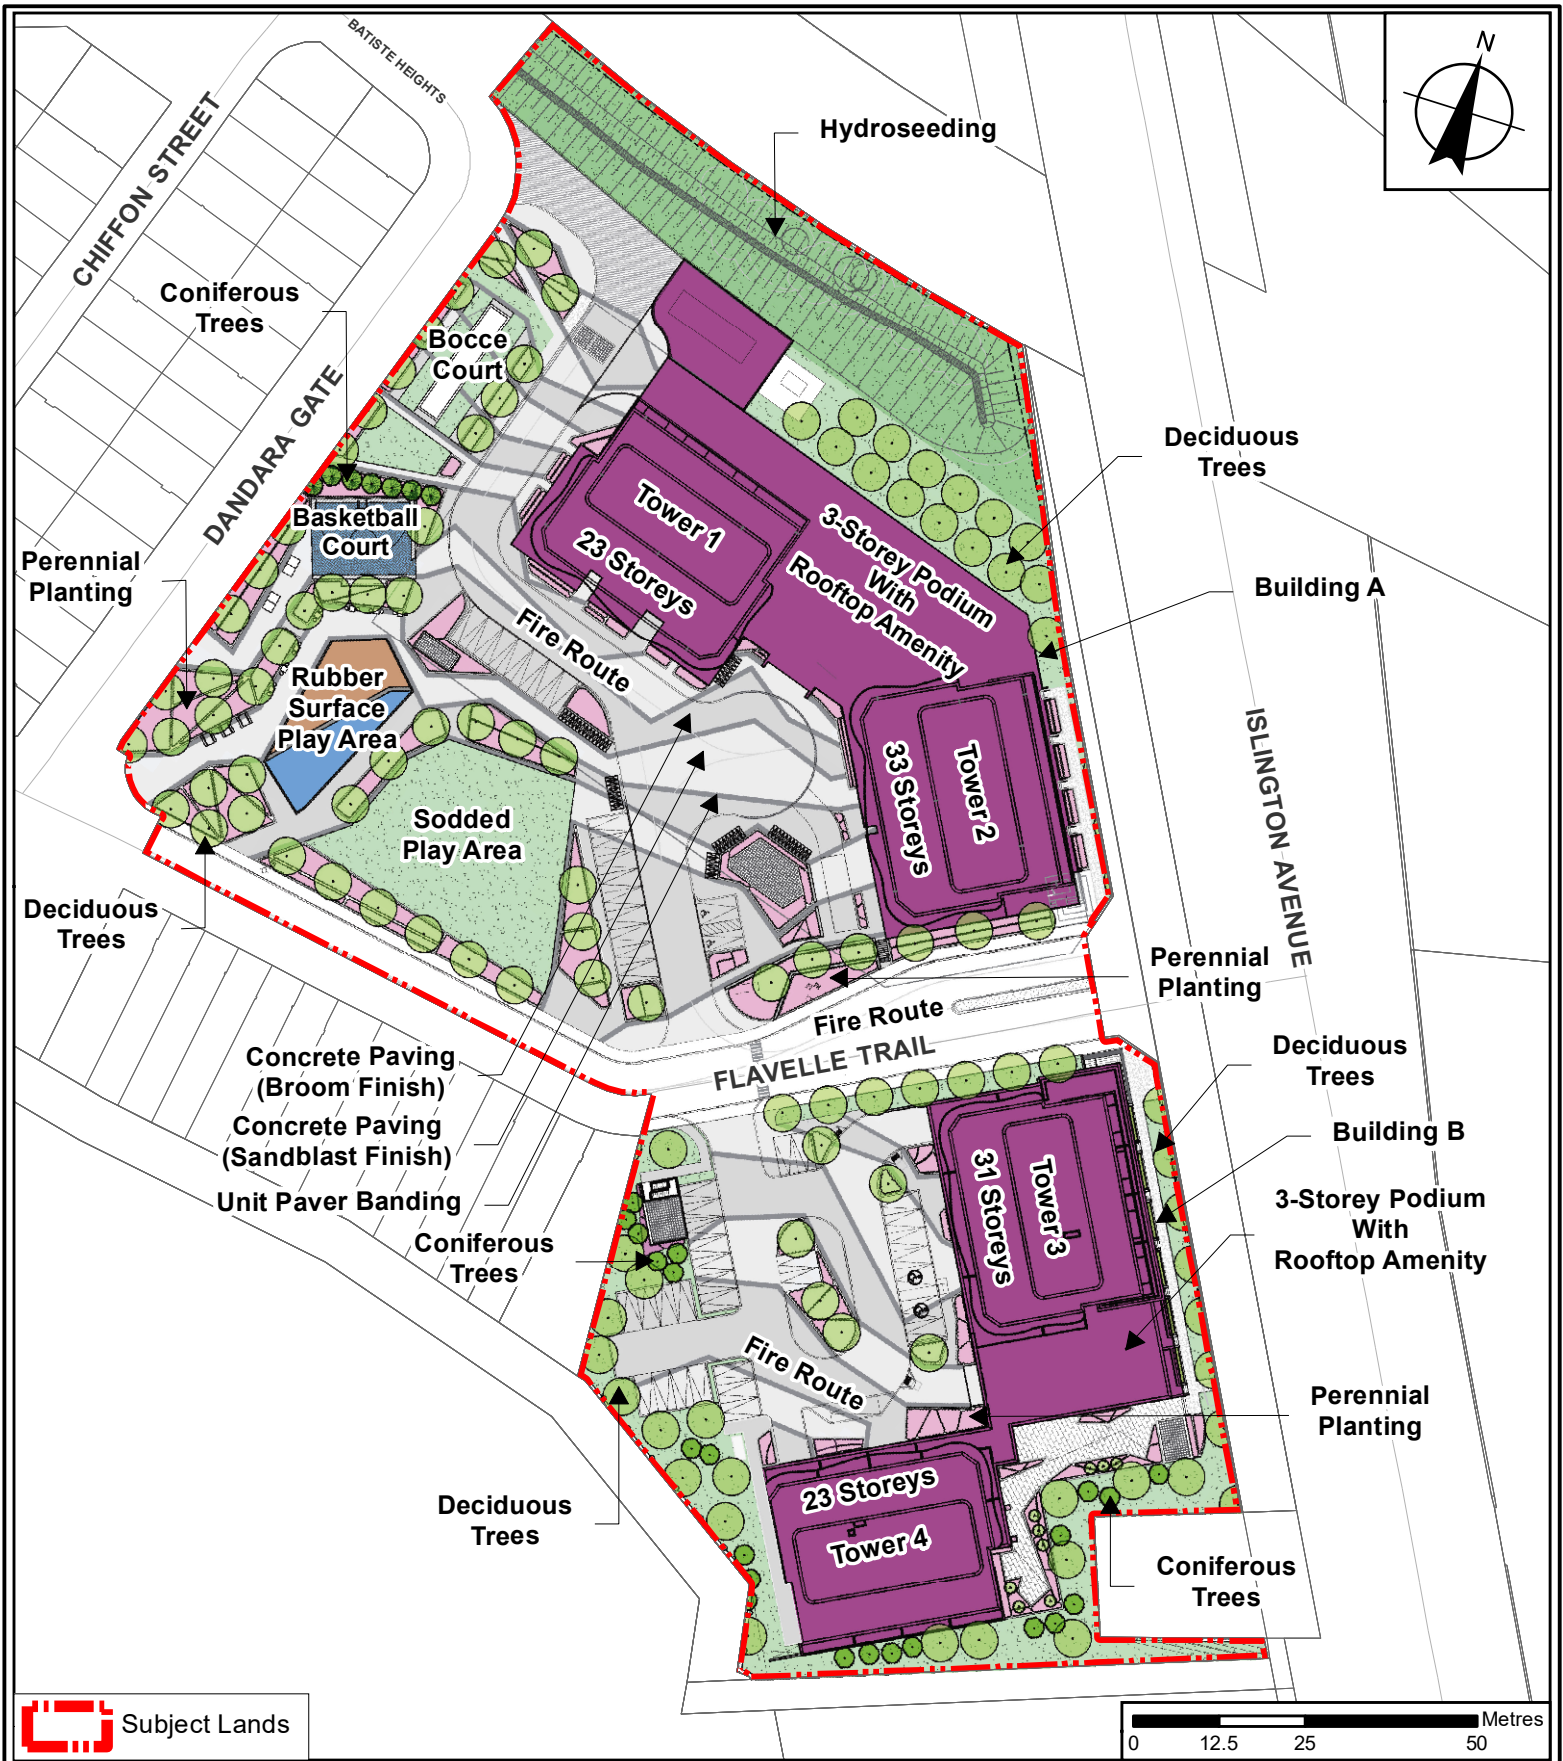 BATISTE HEIGHTS
N
Hydroseeding
CHIFFON STREET
Coniferous
Trees
Bocce
Court
DANDARA GATE
Deciduous
Trees
Tower 1
23 Storeys
3-Storey Podium
With
Rooftop Amenity
Basketball
Court
Perennial
Planting
Building A
Fire Route
Rubber
Surface
Play Area
ISLINGTON AVENUE
33 Storeys
Tower 2
Sodded
Play Area
Deciduous
Trees
Perennial
Planting
Fire Route
FLAVELLE TRAIL
Concrete Paving
(Broom Finish)
Concrete Paving
(Sandblast Finish)
Unit Paver Banding
Deciduous
Trees
Building B
31 Storeys
Tower 3
3-Storey Podium
With
Rooftop Amenity
Coniferous
Trees
Fire Route
Perennial
Planting
Deciduous
Trees
23 Storeys
Tower 4
Coniferous
Trees
Subject Lands
Metres
0 12.5 25 50